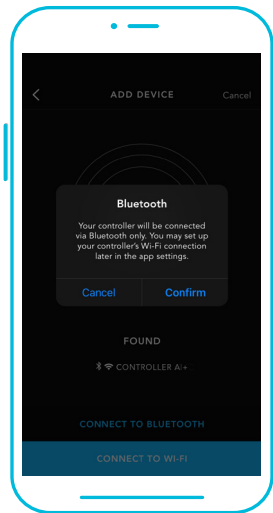 ADD DEVICE Cancel
Bluetooth
Your controller will be connected
via Bluetooth only. You may set up
your controller's Wi-Fi connection
later in the app settings.
Cancel Confirm
FOUND
CONTROLLER AI+
CONNECT TO BLUETOOTH
CONNECT TO WI-FI